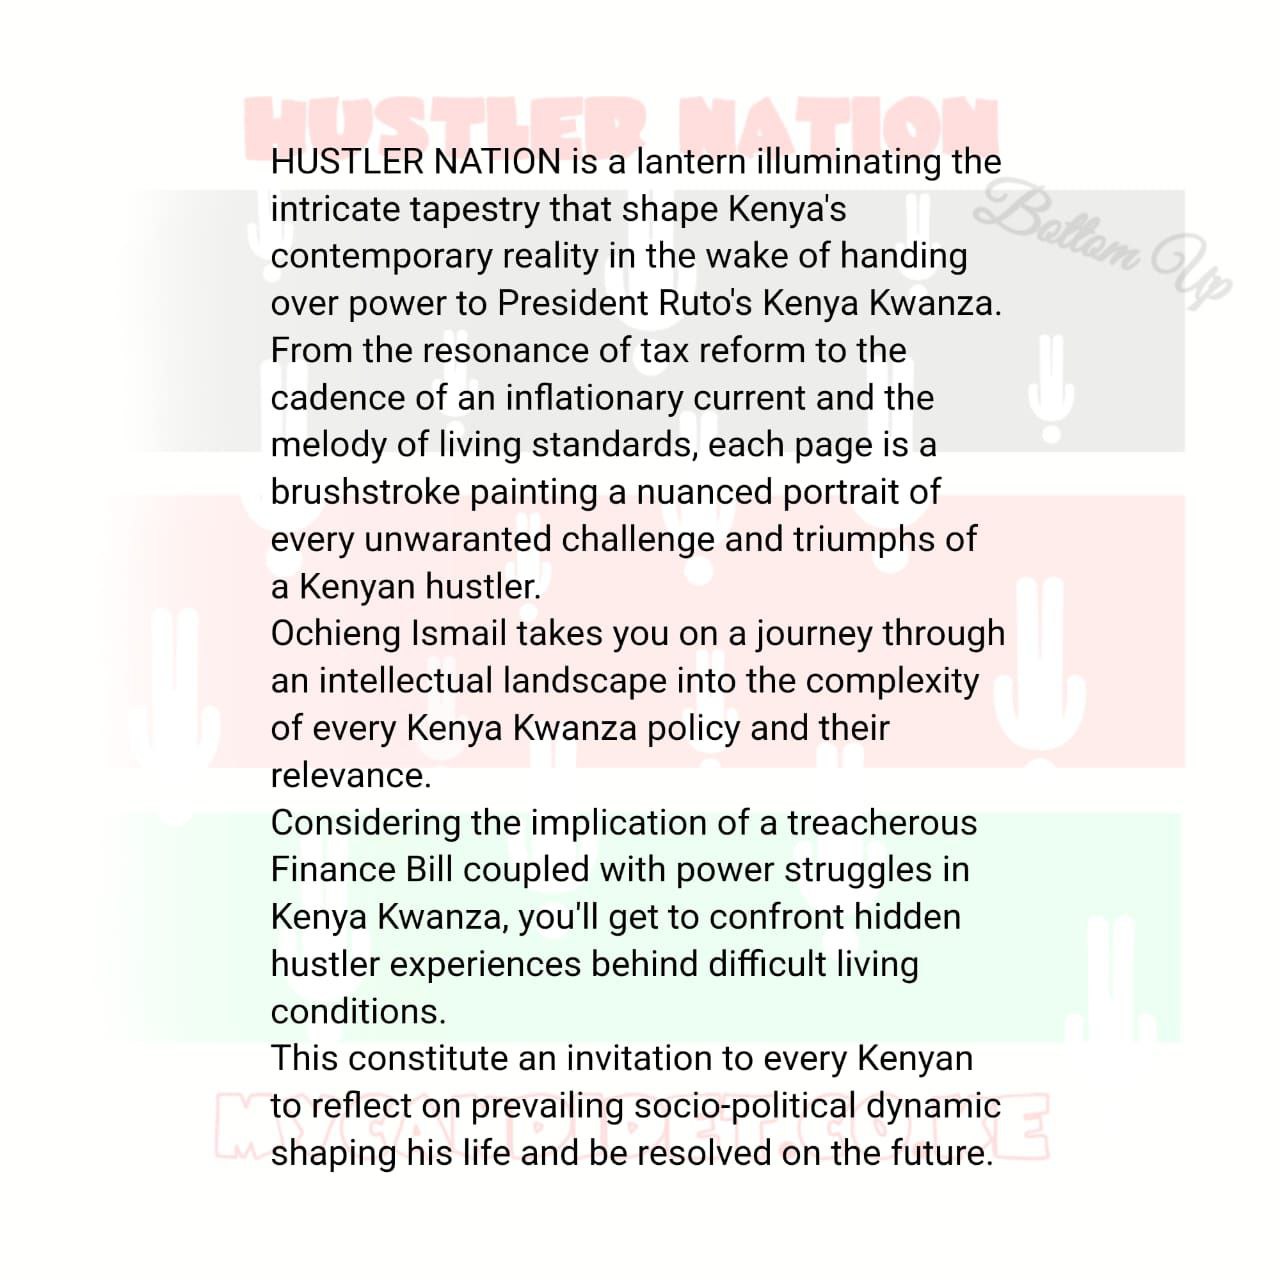 HUSTLER NATION
HUSTLER NATION is a lantern illuminating the
intricate tapestry that shape Kenya's
Bottom Up
contemporary reality in the wake of handing
over power to President Ruto's Kenya Kwanza.
From the resonance of tax reform to the
cadence of an inflationary current and the
melody of living standards, each page is a
brushstroke painting a nuanced portrait of
every unwaranted challenge and triumphs of
a Kenyan hustler.
Ochieng Ismail takes you on a journey through
an intellectual landscape into the complexity
of every Kenya Kwanza policy and their
relevance.
Considering the implication of a treacherous
Finance Bill coupled with power struggles in
Kenya Kwanza, you'll get to confront hidden
hustler experiences behind difficult living
conditions.
This constitute an invitation to every Kenyan
to reflect on prevailing socio-political dynamic
shaping his life and be resolved on the future.